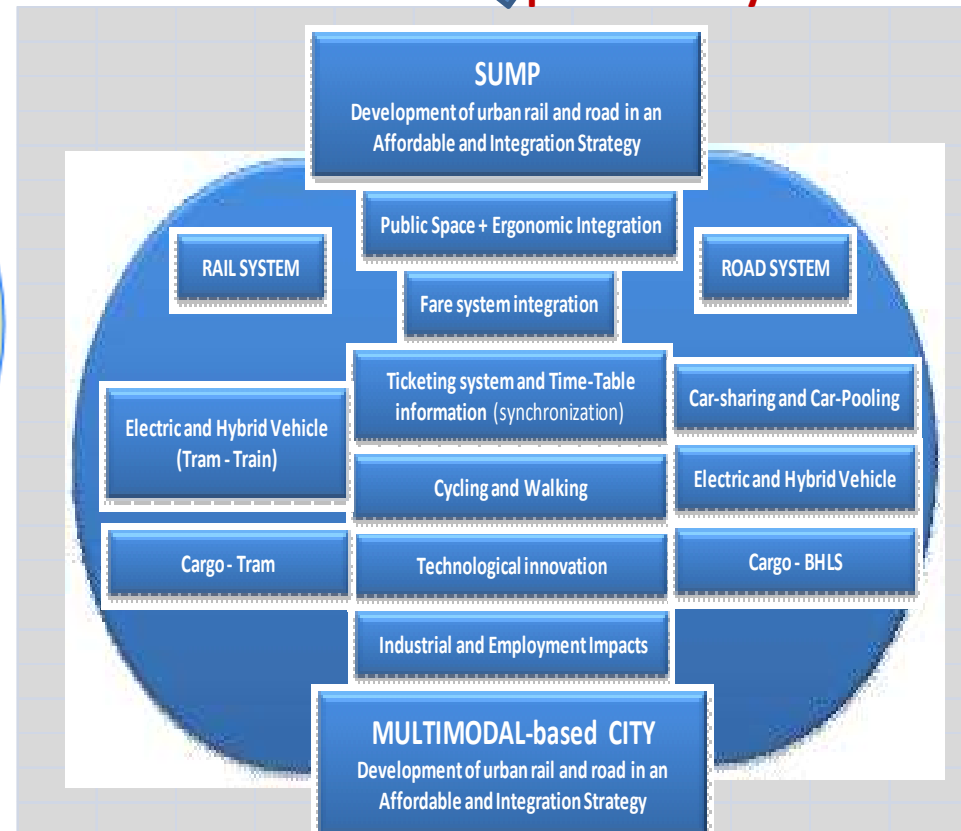 SUMP
Development of urban rail and road in an
Affordable and Integration Strategy
Public Space + Ergonomic Integration
RAIL SYSTEM
ROAD SYSTEM
Fare system integration
Ticketing system and Time-Table
information (synchronization)
Car-sharing and Car-Pooling
Electric and Hybrid Vehicle
(Tram - Train)
Cycling and Walking
Electric and Hybrid Vehicle
Cargo - Tram
Technological innovation
Cargo - BHLS
Industrial and Employment Impacts
MULTIMODAL-based CITY
Development of urban rail and road in an
Affordable and Integration Strategy